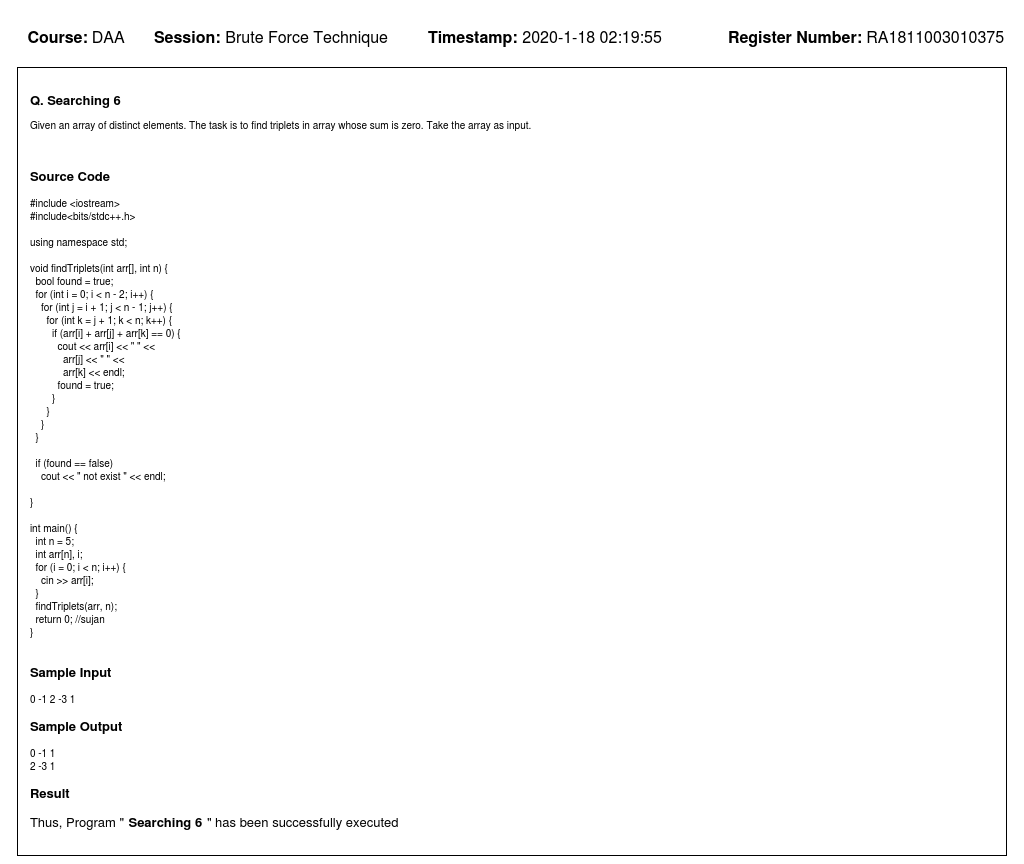 Course: DAA Session: Brute Force Technique Timestamp: 2020-1-18 02:19:55 Register Number: RA1811003010375
Q. Searching 6
Given an array of distinct elements. The task is to find triplets in array whose sum is zero. Take the array as input.
Source Code
#include <iostream>
#include<bits/stdc++.h>
using namespace std;
void findTriplets(int arr[], int n) {
bool found = true;
for (int i = 0; i < n - 2; i++) {
for (int j = i + 1; j < n - 1; j++) {
for (int k = j + 1; k < n; k++) {
if (arr[i] + arr[j] + arr[k] == 0) {
cout << arr[i] << " " <<
arr[j] << " " <<
arr[k] << endl;
found = true;
}
}
}
}
if (found == false)
cout << " not exist " << endl;
}
int main() {
int n = 5;
int arr[n], i;
for (i = 0; i < n; i++) {
cin >> arr[i];
}
findTriplets(arr, n);
return 0; //sujan
}
Sample Input
0 -1 2 -3 1
Sample Output
0 -1 1
2 -3 1
Result
Thus, Program " Searching 6 " has been successfully executed